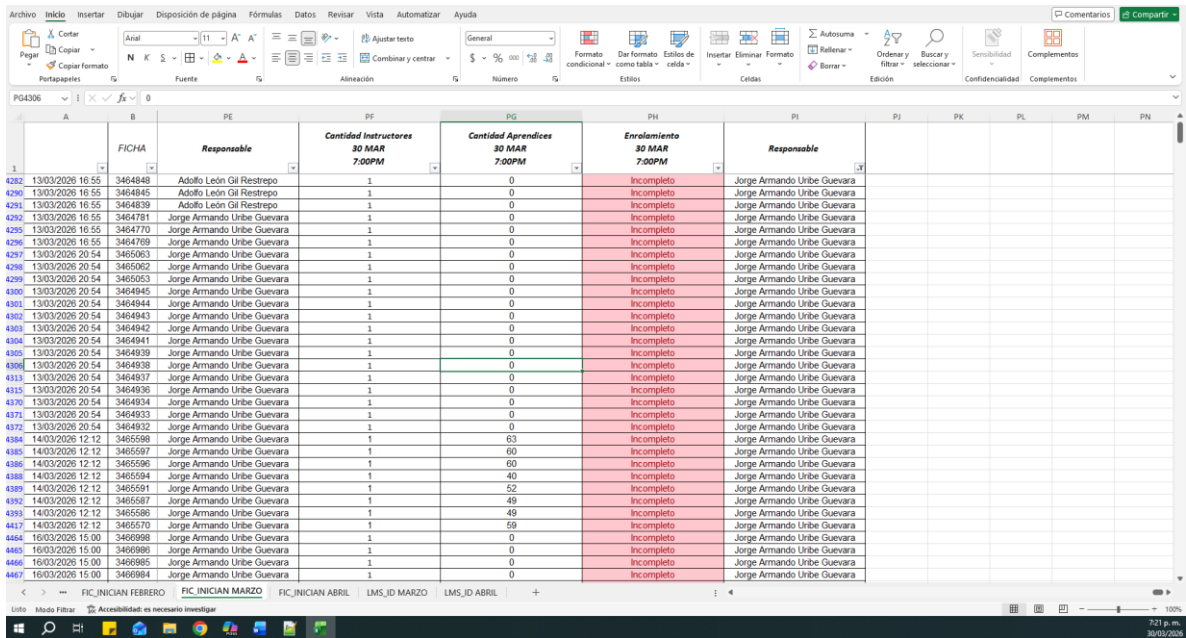 Archivo Inicio Insertar Dibujar Disposición de página Fórmulas Datos Revisar Vista Automatizar Ayuda Comentarios Compartir
Pegar Cortar Copiar Copiar formato Portapapeles
Arial 11 N K S Fuente
Ajustar texto Combinar y centrar Alineación
General $ % 000 Número
Formato condicional Dar formato como tabla Estilos de celda Estilos
Insertar Eliminar Formato Celdas
Autosuma Rellenar Borrar Ordenar y filtrar Buscar y seleccionar Edición
Sensibilidad Confidencialidad
Complementos Complementos
PG4306 fx 0
A B PE PF PG PH PI PJ PK PL PM PN
1 FICHA Responsable Cantidad Instructores 30 MAR 7:00PM Cantidad Aprendices 30 MAR 7:00PM Enrolamiento 30 MAR 7:00PM Responsable
4282 13/03/2026 16:55 3464848 Adolfo León Gil Restrepo 1 0 Incompleto Jorge Armando Uribe Guevara
4290 13/03/2026 16:55 3464845 Adolfo León Gil Restrepo 1 0 Incompleto Jorge Armando Uribe Guevara
4291 13/03/2026 16:55 3464839 Adolfo León Gil Restrepo 1 0 Incompleto Jorge Armando Uribe Guevara
4292 13/03/2026 16:55 3464781 Jorge Armando Uribe Guevara 1 0 Incompleto Jorge Armando Uribe Guevara
4295 13/03/2026 16:55 3464770 Jorge Armando Uribe Guevara 1 0 Incompleto Jorge Armando Uribe Guevara
4296 13/03/2026 16:55 3464769 Jorge Armando Uribe Guevara 1 0 Incompleto Jorge Armando Uribe Guevara
4297 13/03/2026 20:54 3465063 Jorge Armando Uribe Guevara 1 0 Incompleto Jorge Armando Uribe Guevara
4298 13/03/2026 20:54 3465062 Jorge Armando Uribe Guevara 1 0 Incompleto Jorge Armando Uribe Guevara
4299 13/03/2026 20:54 3465053 Jorge Armando Uribe Guevara 1 0 Incompleto Jorge Armando Uribe Guevara
4300 13/03/2026 20:54 3464945 Jorge Armando Uribe Guevara 1 0 Incompleto Jorge Armando Uribe Guevara
4301 13/03/2026 20:54 3464944 Jorge Armando Uribe Guevara 1 0 Incompleto Jorge Armando Uribe Guevara
4302 13/03/2026 20:54 3464943 Jorge Armando Uribe Guevara 1 0 Incompleto Jorge Armando Uribe Guevara
4303 13/03/2026 20:54 3464942 Jorge Armando Uribe Guevara 1 0 Incompleto Jorge Armando Uribe Guevara
4304 13/03/2026 20:54 3464941 Jorge Armando Uribe Guevara 1 0 Incompleto Jorge Armando Uribe Guevara
4305 13/03/2026 20:54 3464939 Jorge Armando Uribe Guevara 1 0 Incompleto Jorge Armando Uribe Guevara
4306 13/03/2026 20:54 3464938 Jorge Armando Uribe Guevara 1 0 Incompleto Jorge Armando Uribe Guevara
4313 13/03/2026 20:54 3464937 Jorge Armando Uribe Guevara 1 0 Incompleto Jorge Armando Uribe Guevara
4315 13/03/2026 20:54 3464936 Jorge Armando Uribe Guevara 1 0 Incompleto Jorge Armando Uribe Guevara
4370 13/03/2026 20:54 3464934 Jorge Armando Uribe Guevara 1 0 Incompleto Jorge Armando Uribe Guevara
4371 13/03/2026 20:54 3464933 Jorge Armando Uribe Guevara 1 0 Incompleto Jorge Armando Uribe Guevara
4372 13/03/2026 20:54 3464932 Jorge Armando Uribe Guevara 1 0 Incompleto Jorge Armando Uribe Guevara
4384 14/03/2026 12:12 3465598 Jorge Armando Uribe Guevara 1 63 Incompleto Jorge Armando Uribe Guevara
4385 14/03/2026 12:12 3465597 Jorge Armando Uribe Guevara 1 60 Incompleto Jorge Armando Uribe Guevara
4386 14/03/2026 12:12 3465596 Jorge Armando Uribe Guevara 1 60 Incompleto Jorge Armando Uribe Guevara
4388 14/03/2026 12:12 3465594 Jorge Armando Uribe Guevara 1 40 Incompleto Jorge Armando Uribe Guevara
4389 14/03/2026 12:12 3465591 Jorge Armando Uribe Guevara 1 52 Incompleto Jorge Armando Uribe Guevara
4392 14/03/2026 12:12 3465587 Jorge Armando Uribe Guevara 1 49 Incompleto Jorge Armando Uribe Guevara
4393 14/03/2026 12:12 3465586 Jorge Armando Uribe Guevara 1 49 Incompleto Jorge Armando Uribe Guevara
4417 14/03/2026 12:12 3465570 Jorge Armando Uribe Guevara 1 59 Incompleto Jorge Armando Uribe Guevara
4464 16/03/2026 15:00 3466998 Jorge Armando Uribe Guevara 1 0 Incompleto Jorge Armando Uribe Guevara
4465 16/03/2026 15:00 3466986 Jorge Armando Uribe Guevara 1 0 Incompleto Jorge Armando Uribe Guevara
4466 16/03/2026 15:00 3466985 Jorge Armando Uribe Guevara 1 0 Incompleto Jorge Armando Uribe Guevara
4467 16/03/2026 15:00 3466984 Jorge Armando Uribe Guevara 1 0 Incompleto Jorge Armando Uribe Guevara
FIC_INICIAN FEBRERO FIC_INICIAN MARZO FIC_INICIAN ABRIL LMS_ID MARZO LMS_ID ABRIL
Listo Modo Filtrar Accesibilidad: es necesario investigar 100%
7:21 p. m.
30/03/2026